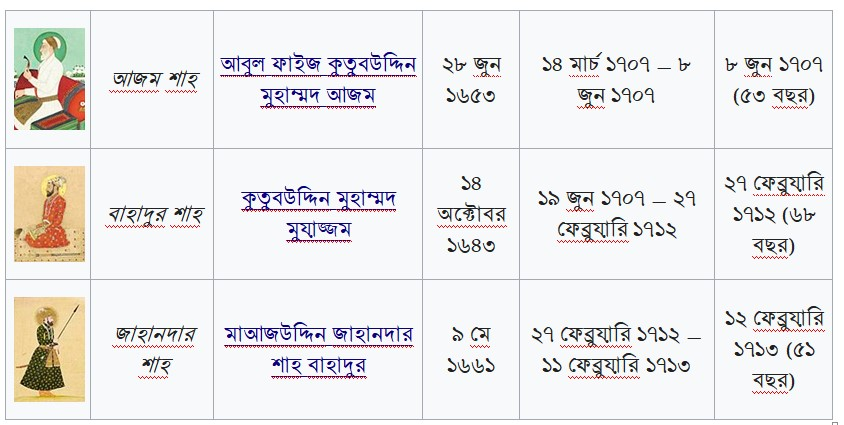 আজম শাহ
আবুল ফাইজ কুতুবউদ্দিন
মুহাম্মদ আজম
২৮ জুন
১৬৫৩
১৪ মার্চ ১৭০৭ – ৮
জুন ১৭০৭
৮ জুন ১৭০৭
(৫৩ বছর)
বাহাদুর শাহ
কুতুবউদ্দিন মুহাম্মদ
মুয়াজ্জম
১৪
অক্টোবর
১৬৪৩
১৯ জুন ১৭০৭ – ২৭
ফেব্রুয়ারি ১৭১২
২৭ ফেব্রুয়ারি
১৭১২ (৬৮
বছর)
জাহানদার
শাহ
মাআজউদ্দিন জাহানদার
শাহ বাহাদুর
৯ মে
১৬৬১
২৭ ফেব্রুয়ারি ১৭১২ –
১১ ফেব্রুয়ারি ১৭১৩
১২ ফেব্রুয়ারি
১৭১৩ (৫১
বছর)